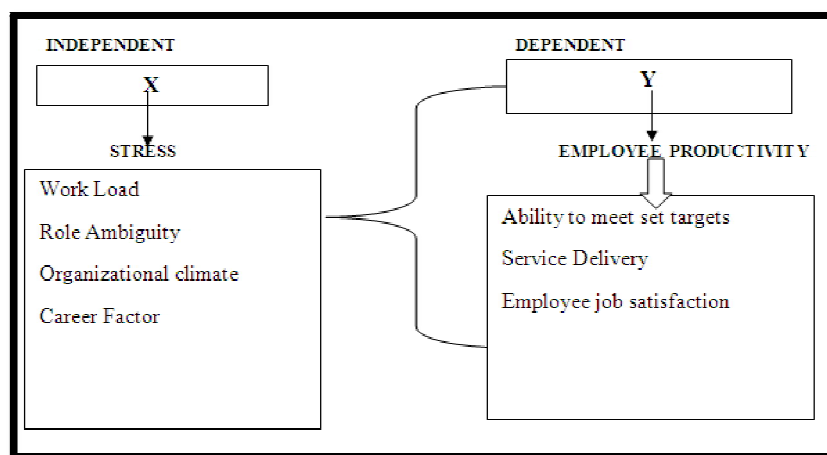 INDEPENDENT
X
STRESS
Work Load
Role Ambiguity
Organizational climate
Career Factor
DEPENDENT
Y
EMPLOYEE PRODUCTIVITY
Ability to meet set targets
Service Delivery
Employee job satisfaction